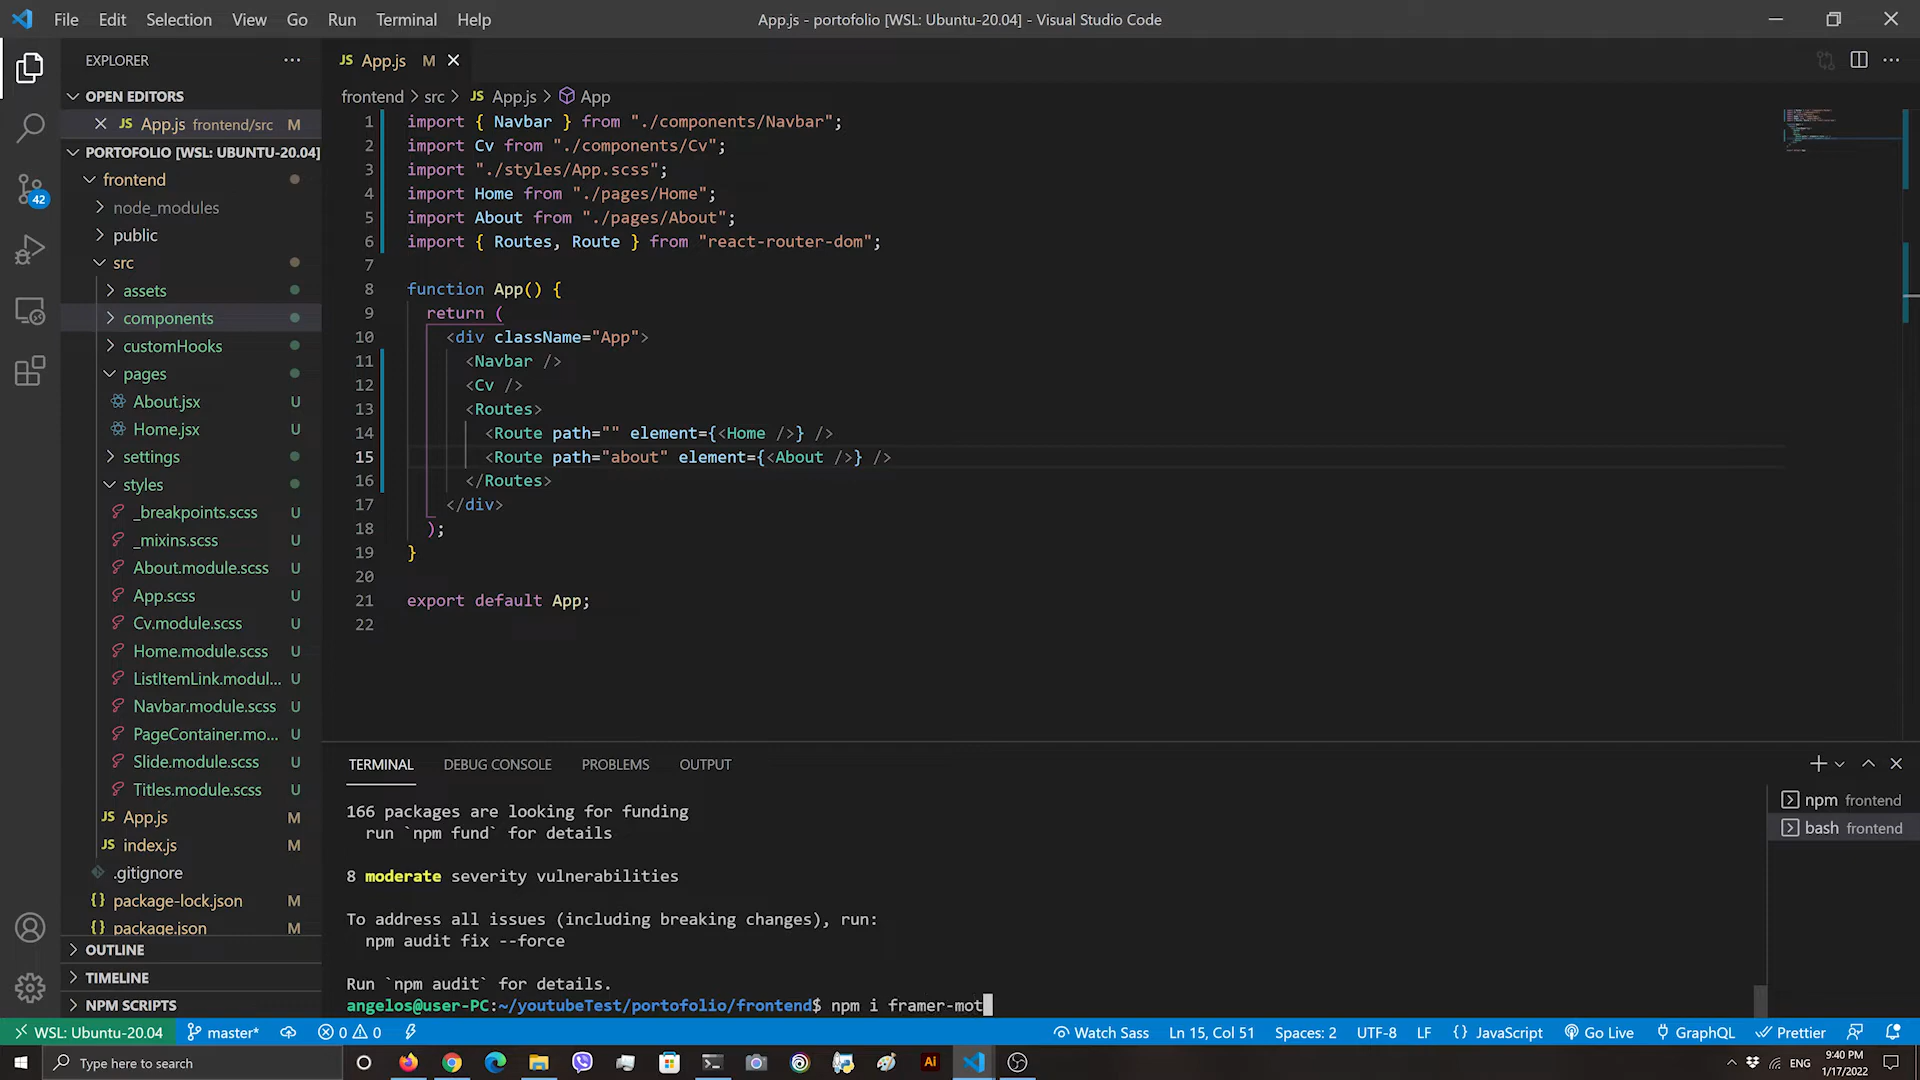 File Edit Selection View Go Run Terminal Help
App.js - portofolio [WSL: Ubuntu-20.04] - Visual Studio Code
EXPLORER
OPEN EDITORS
JS App.js frontend/src M
PORTOFOLIO [WSL: UBUNTU-20.04]
frontend
node_modules
public
src
assets
components
customHooks
pages
About.jsx U
Home.jsx U
settings
styles
_breakpoints.scss U
_mixins.scss U
About.module.scss U
App.scss U
Cv.module.scss U
Home.module.scss U
ListItemLink.modul... U
Navbar.module.scss U
PageContainer.mo... U
Slide.module.scss U
Titles.module.scss U
JS App.js M
JS index.js M
.gitignore
{} package-lock.json M
{} package.json M
OUTLINE
TIMELINE
NPM SCRIPTS
42
JS App.js M
frontend > src > JS App.js > App
1 import { Navbar } from "./components/Navbar";
2 import Cv from "./components/Cv";
3 import "./styles/App.scss";
4 import Home from "./pages/Home";
5 import About from "./pages/About";
6 import { Routes, Route } from "react-router-dom";
7
8 function App() {
9 return (
10 <div className="App">
11 <Navbar />
12 <Cv />
13 <Routes>
14 <Route path="" element={<Home />} />
15 <Route path="about" element={<About />} />
16 </Routes>
17 </div>
18 );
19 }
20
21 export default App;
22
TERMINAL DEBUG CONSOLE PROBLEMS OUTPUT
166 packages are looking for funding
run `npm fund` for details
8 moderate severity vulnerabilities
To address all issues (including breaking changes), run:
npm audit fix --force
Run `npm audit` for details.
angelos@user-PC:~/youtubeTest/portofolio/frontend$ npm i framer-mot
npm frontend
bash frontend
WSL: Ubuntu-20.04 master* 0 0 Watch Sass Ln 15, Col 51 Spaces: 2 UTF-8 LF {} JavaScript Go Live GraphQL Prettier
Type here to search
Ai
ENG
9:40 PM
1/17/2022